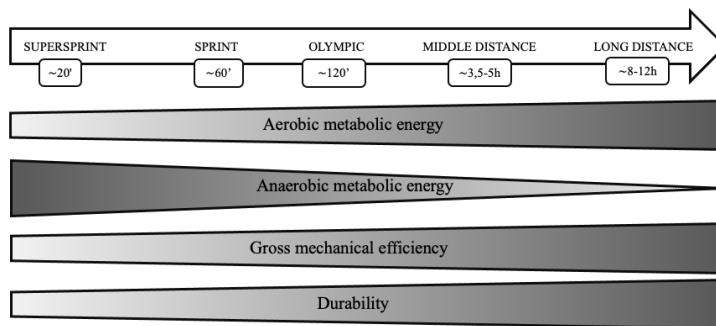 SUPERSPRINT SPRINT OLYMPIC MIDDLE DISTANCE LONG DISTANCE
~20' ~60’ ~120’ ~3,5-5h ~8-12h
Aerobic metabolic energy
Anaerobic metabolic energy
Gross mechanical efficiency
Durability